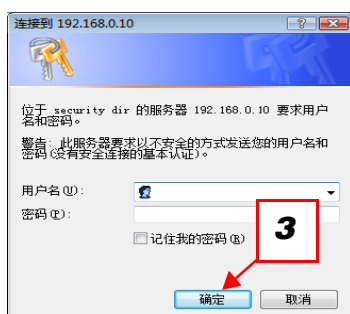 连接到 192.168.0.10
位于 security dir 的服务器 192.168.0.10 要求用户
名和密码。
警告: 此服务器要求以不安全的方式发送您的用户名和
密码(没有安全连接的基本认证)。
用户名(U):
密码(P):
记住我的密码(R)
3
确定 取消